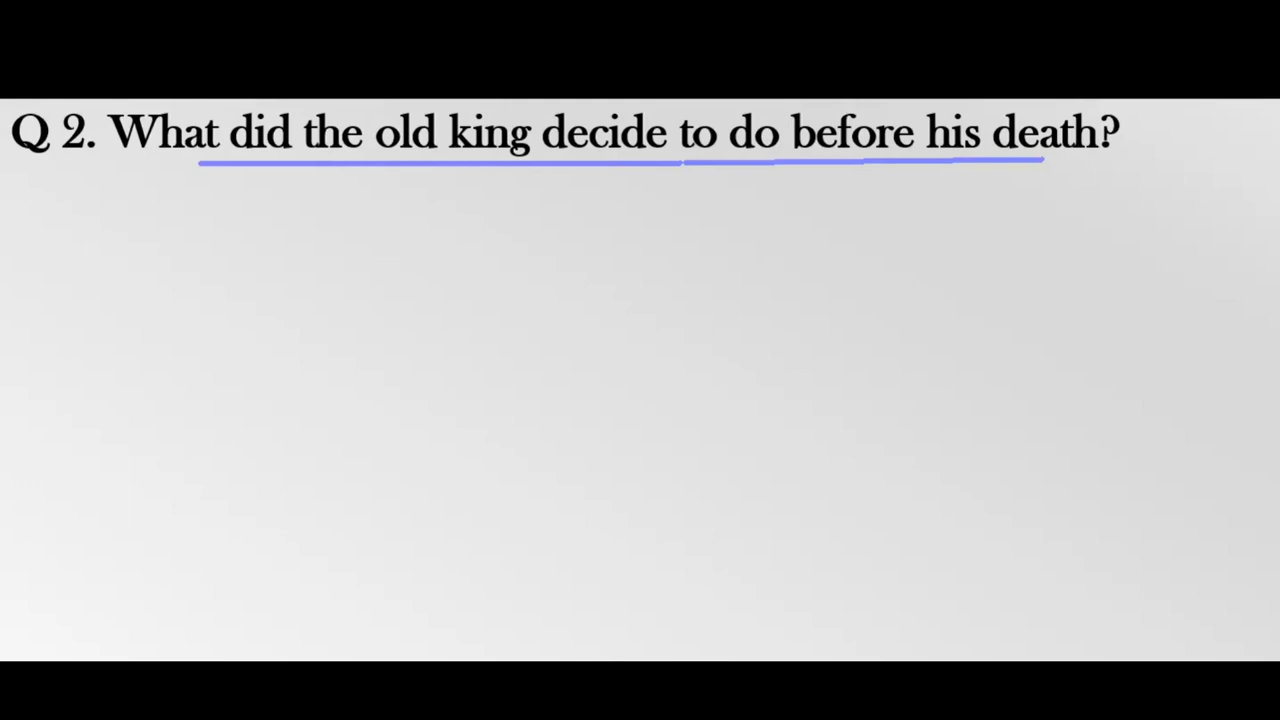 Q 2. What did the old king decide to do before his death?